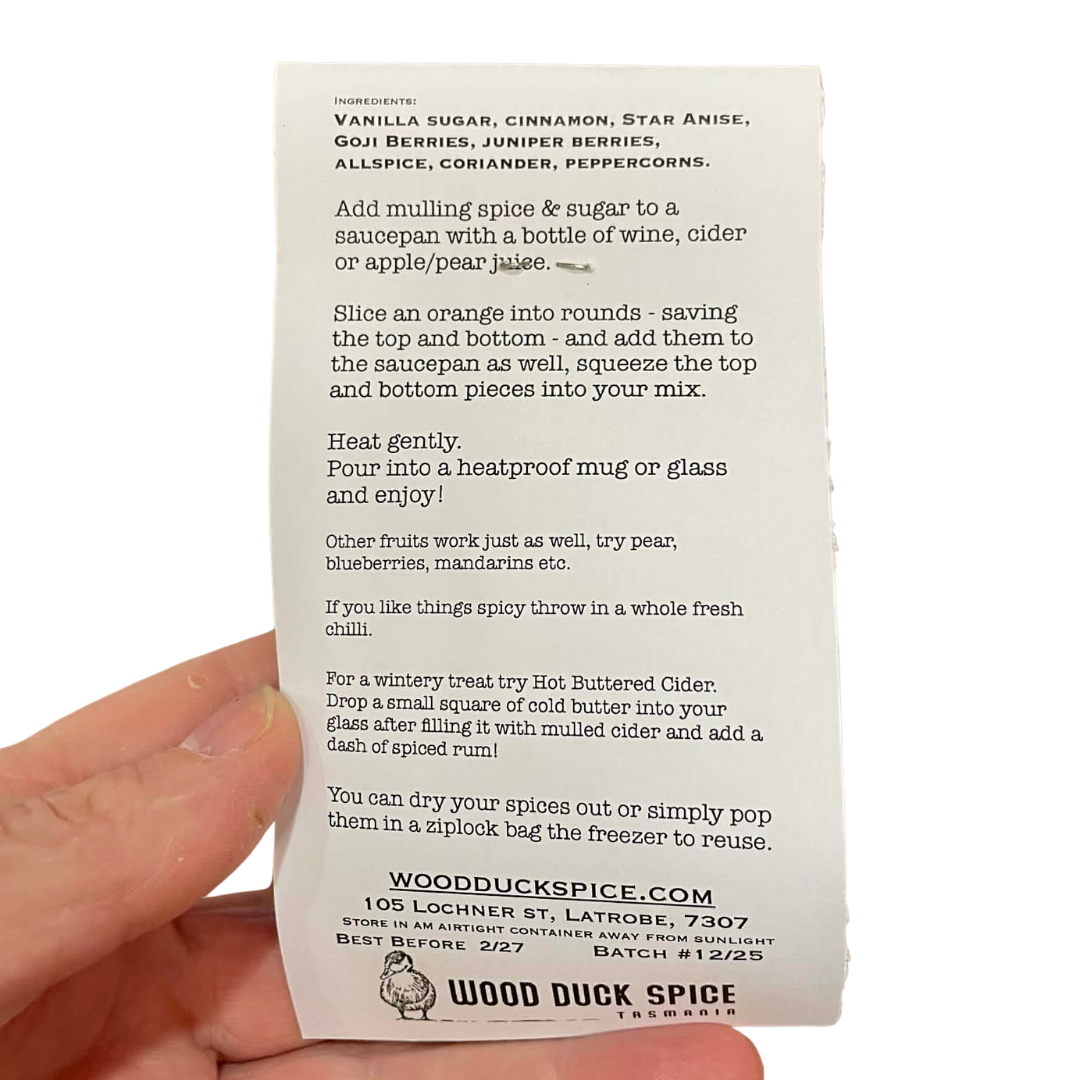 INGREDIENTS:
VANILLA SUGAR, CINNAMON, STAR ANISE,
GOJI BERRIES, JUNIPER BERRIES,
ALLSPICE, CORIANDER, PEPPERCORNS.
Add mulling spice & sugar to a
saucepan with a bottle of wine, cider
or apple/pear juice.
Slice an orange into rounds - saving
the top and bottom - and add them to
the saucepan as well, squeeze the top
and bottom pieces into your mix.
Heat gently.
Pour into a heatproof mug or glass
and enjoy!
Other fruits work just as well, try pear,
blueberries, mandarins etc.
If you like things spicy throw in a whole fresh
chilli.
For a wintery treat try Hot Buttered Cider.
Drop a small square of cold butter into your
glass after filling it with mulled cider and add a
dash of spiced rum!
You can dry your spices out or simply pop
them in a ziplock bag the freezer to reuse.
WOODDUCKSPICE.COM
105 LOCHNER ST, LATROBE, 7307
STORE IN AM AIRTIGHT CONTAINER AWAY FROM SUNLIGHT
BEST BEFORE 2/27 BATCH #12/25
WOOD DUCK SPICE
TASMANIA